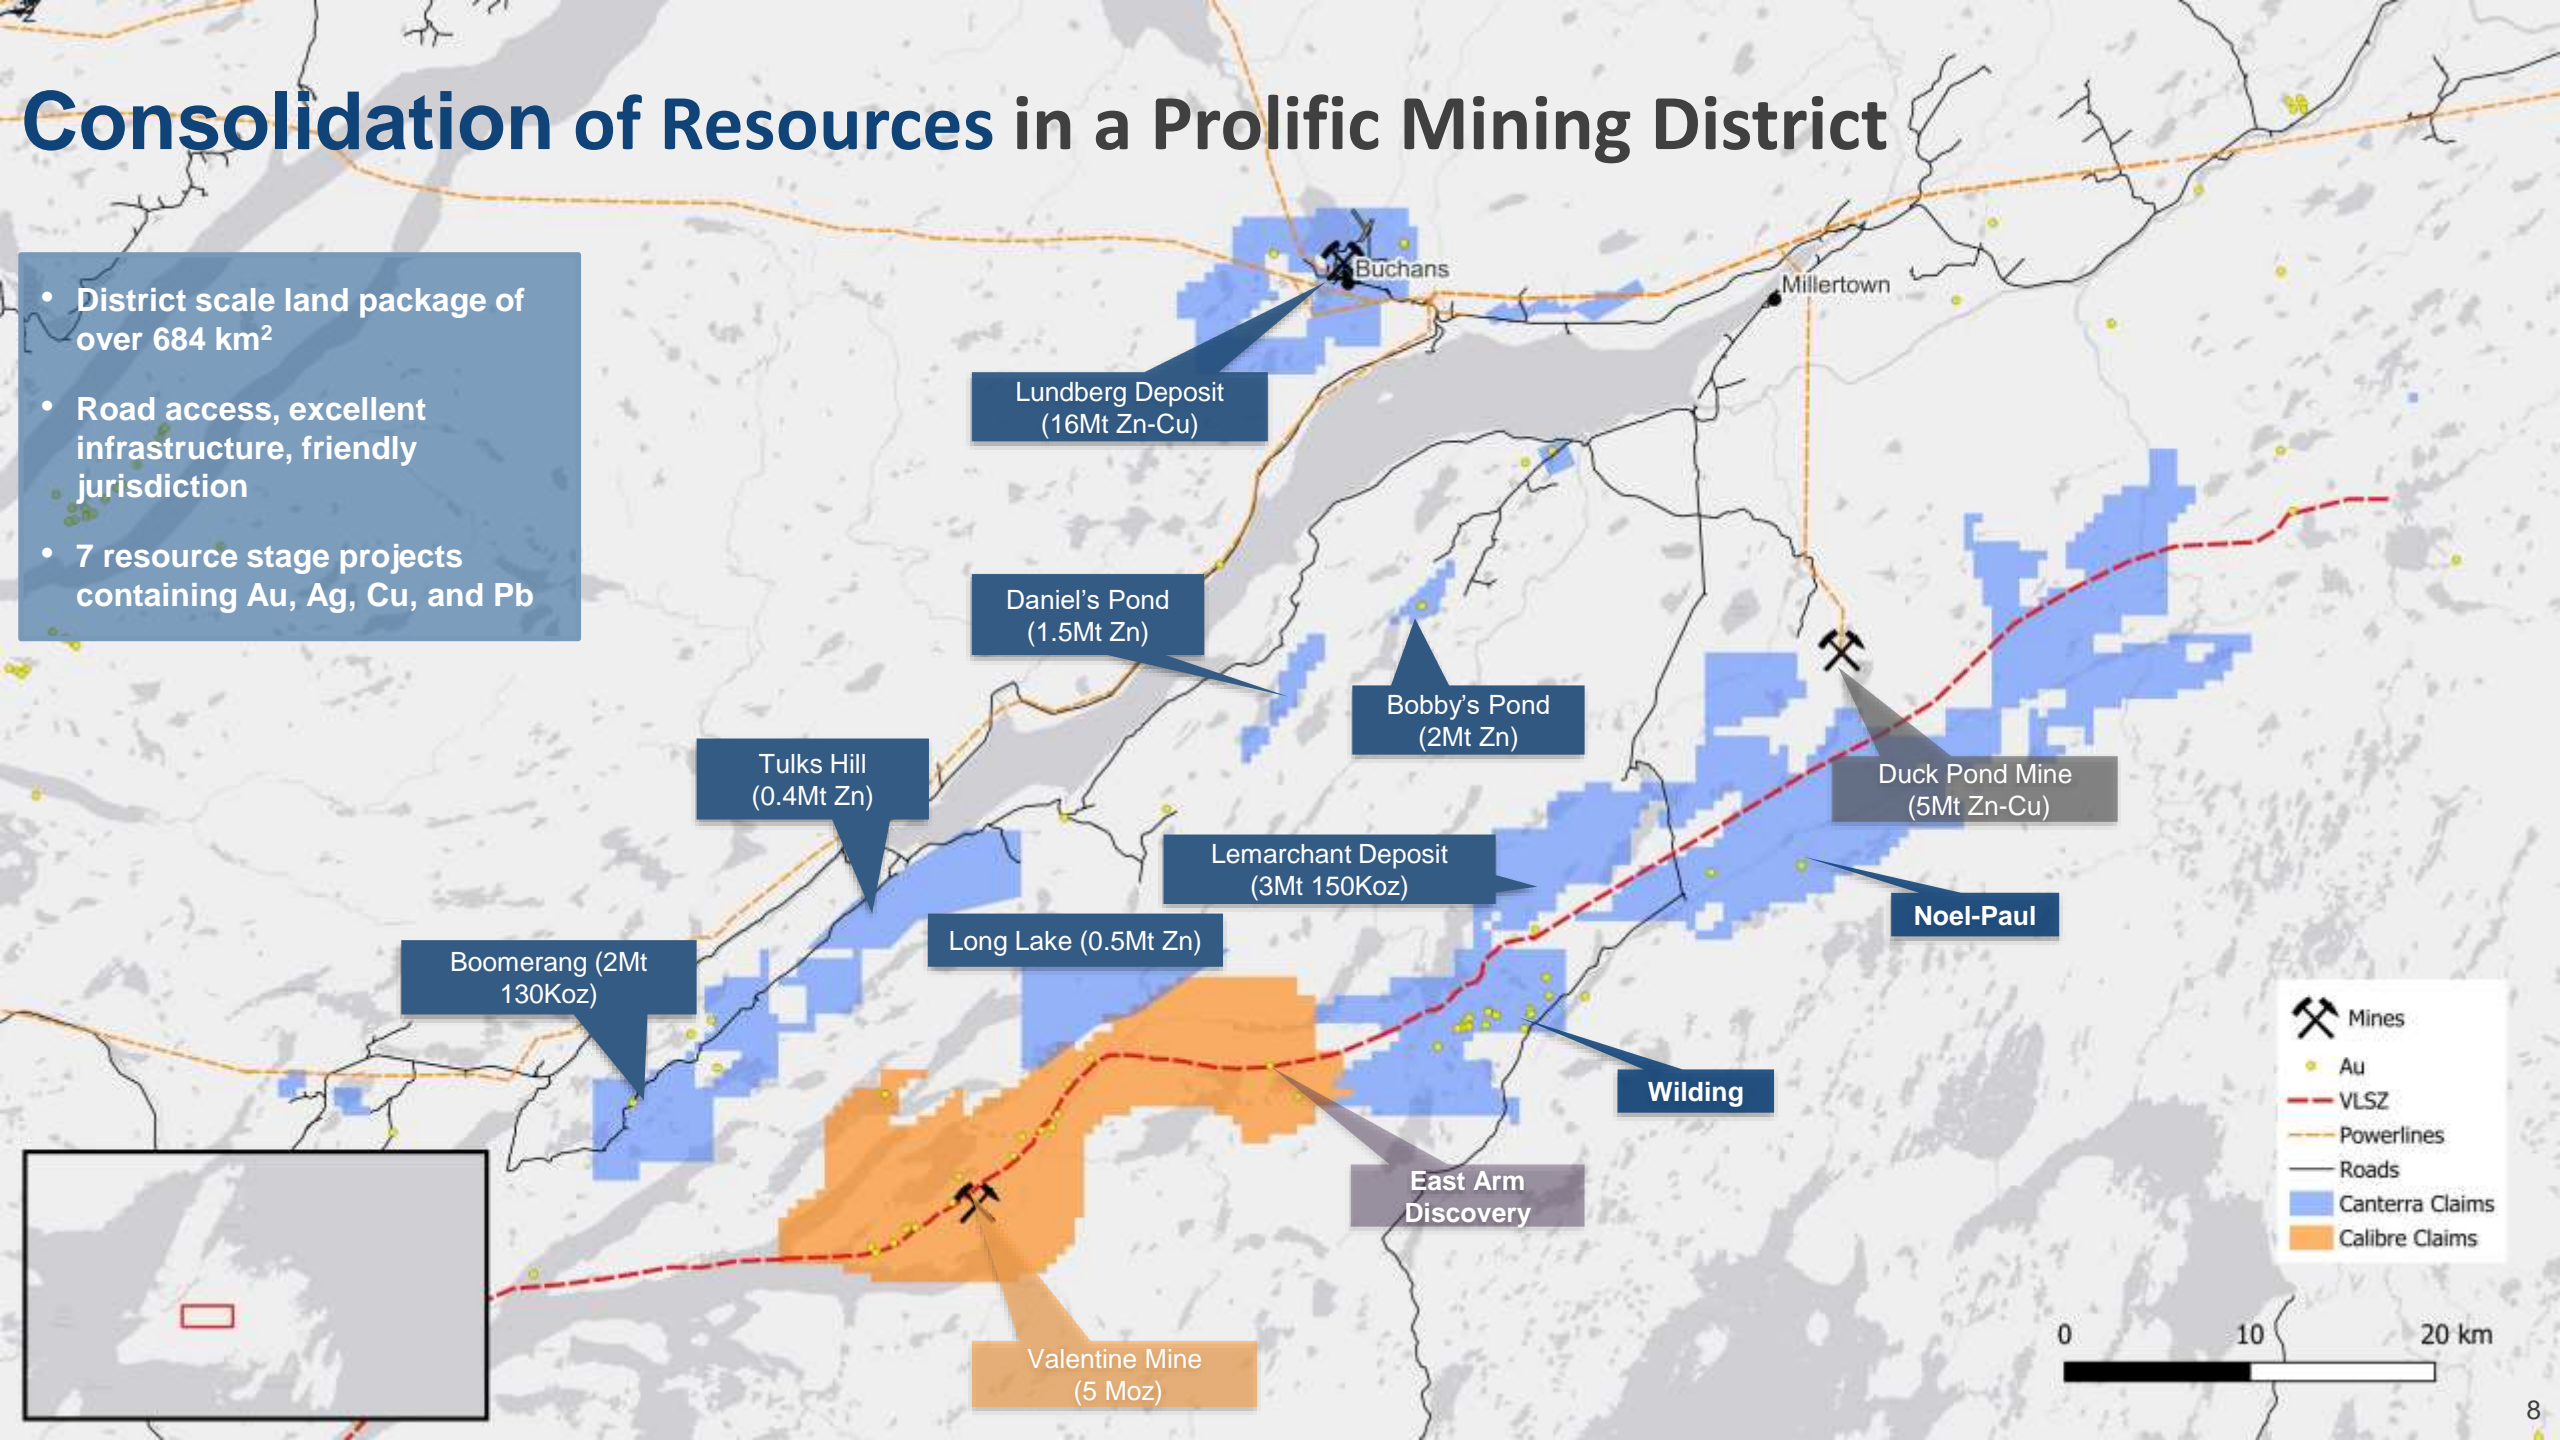 Consolidation of Resources in a Prolific Mining District
• District scale land package of
over 684 km²
• Road access, excellent
infrastructure, friendly
jurisdiction
• 7 resource stage projects
containing Au, Ag, Cu, and Pb
Buchans
Millertown
Lundberg Deposit
(16Mt Zn-Cu)
Daniel’s Pond
(1.5Mt Zn)
Bobby’s Pond
(2Mt Zn)
Tulks Hill
(0.4Mt Zn)
Duck Pond Mine
(5Mt Zn-Cu)
Lemarchant Deposit
(3Mt 150Koz)
Noel-Paul
Long Lake (0.5Mt Zn)
Boomerang (2Mt
130Koz)
Wilding
East Arm
Discovery
Valentine Mine
(5 Moz)
Mines
Au
VLSZ
Powerlines
Roads
Canterra Claims
Calibre Claims
0 10 20 km
8